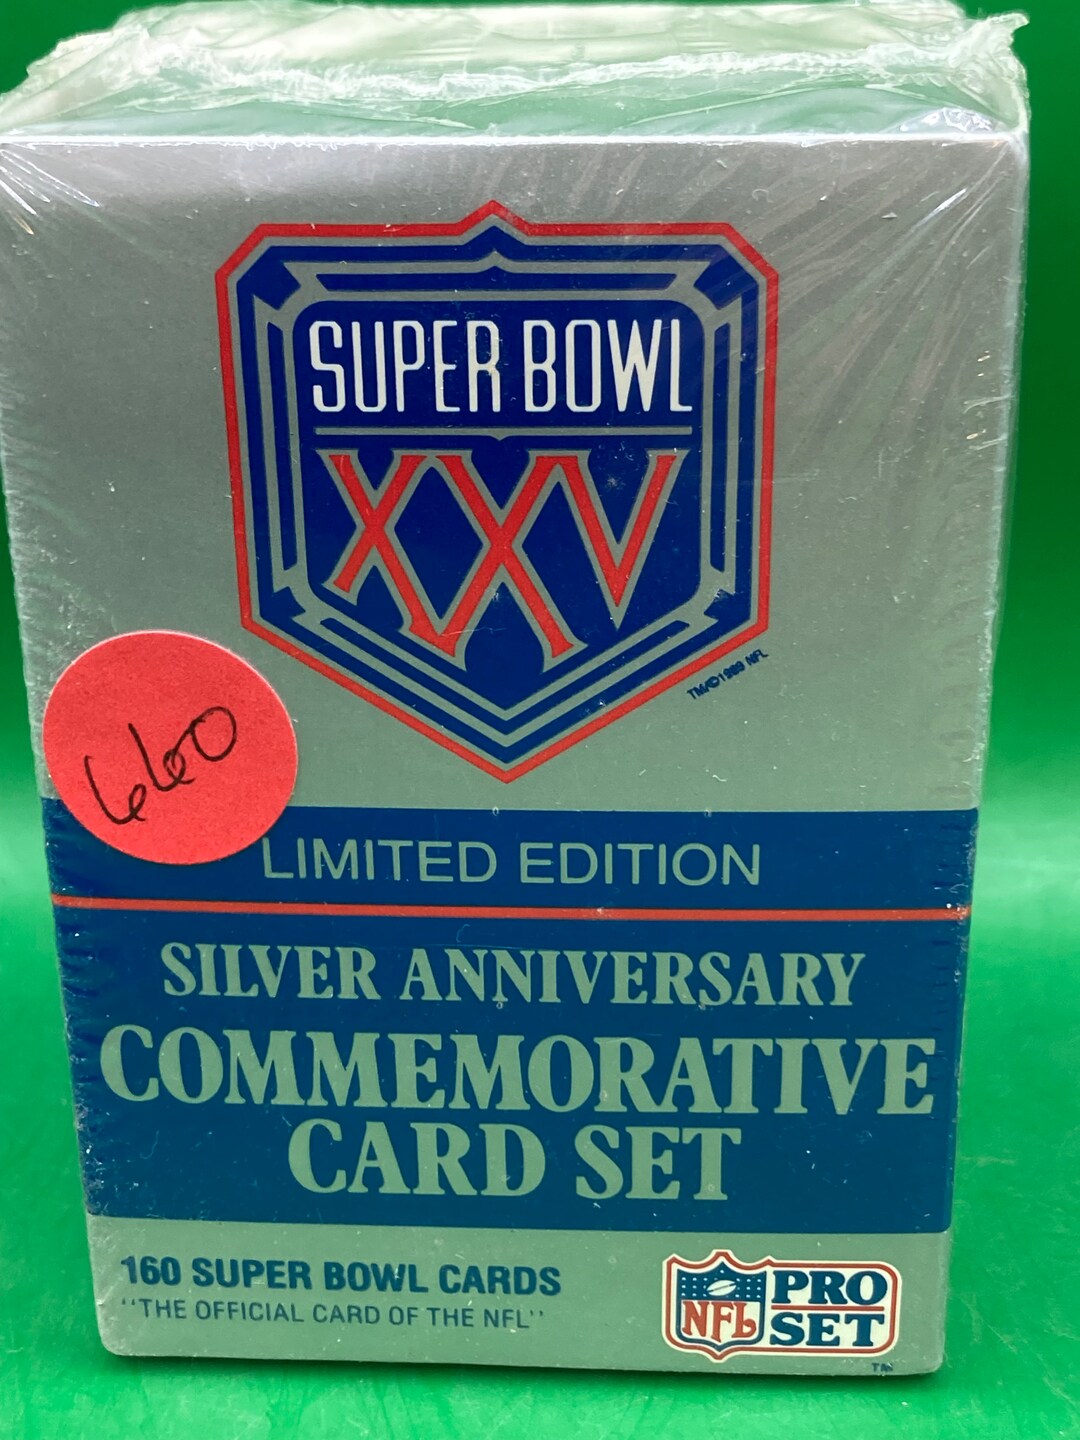 SUPER BOWL
XXV
TM/©1989 NFL
660
LIMITED EDITION
SILVER ANNIVERSARY
COMMEMORATIVE
CARD SET
160 SUPER BOWL CARDS
"THE OFFICIAL CARD OF THE NFL"
NFL
PRO
SET
TM